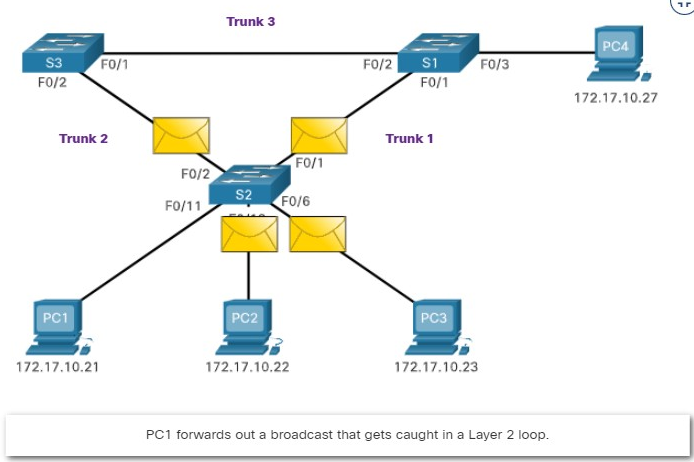 Trunk 3
S3
F0/1
F0/2
S1
F0/3
PC4
F0/2
F0/1
172.17.10.27
Trunk 2
Trunk 1
F0/2
F0/1
S2
F0/11
F0/6
PC1
PC2
PC3
172.17.10.21
172.17.10.22
172.17.10.23
PC1 forwards out a broadcast that gets caught in a Layer 2 loop.